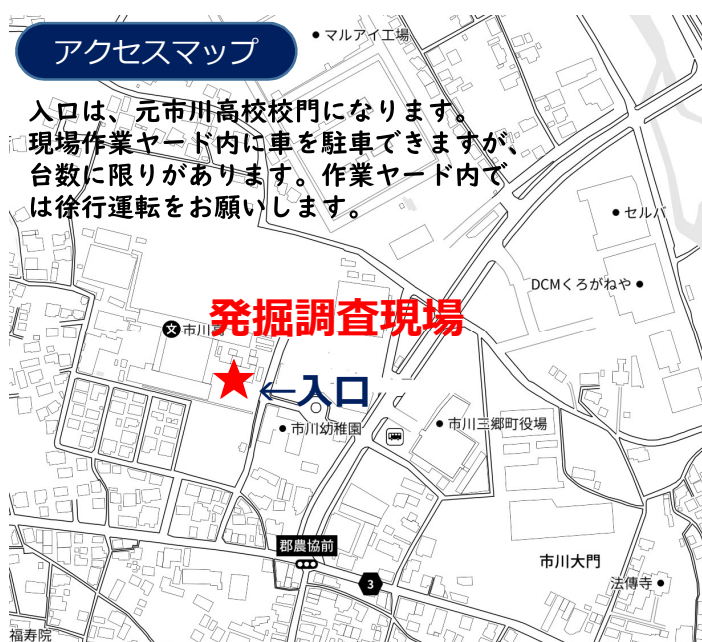 アクセスマップ
マルアイ工場
入口は、元市川高校校門になります。
現場作業ヤード内に車を駐車できますが、
台数に限りがあります。作業ヤード内で
は徐行運転をお願いします。
セルバ
DCMくろがねや
発掘調査現場
文
市川高
←入口
市川幼稚園
市川三郷町役場
郡農協前
3
市川大門
法傳寺
福寿院